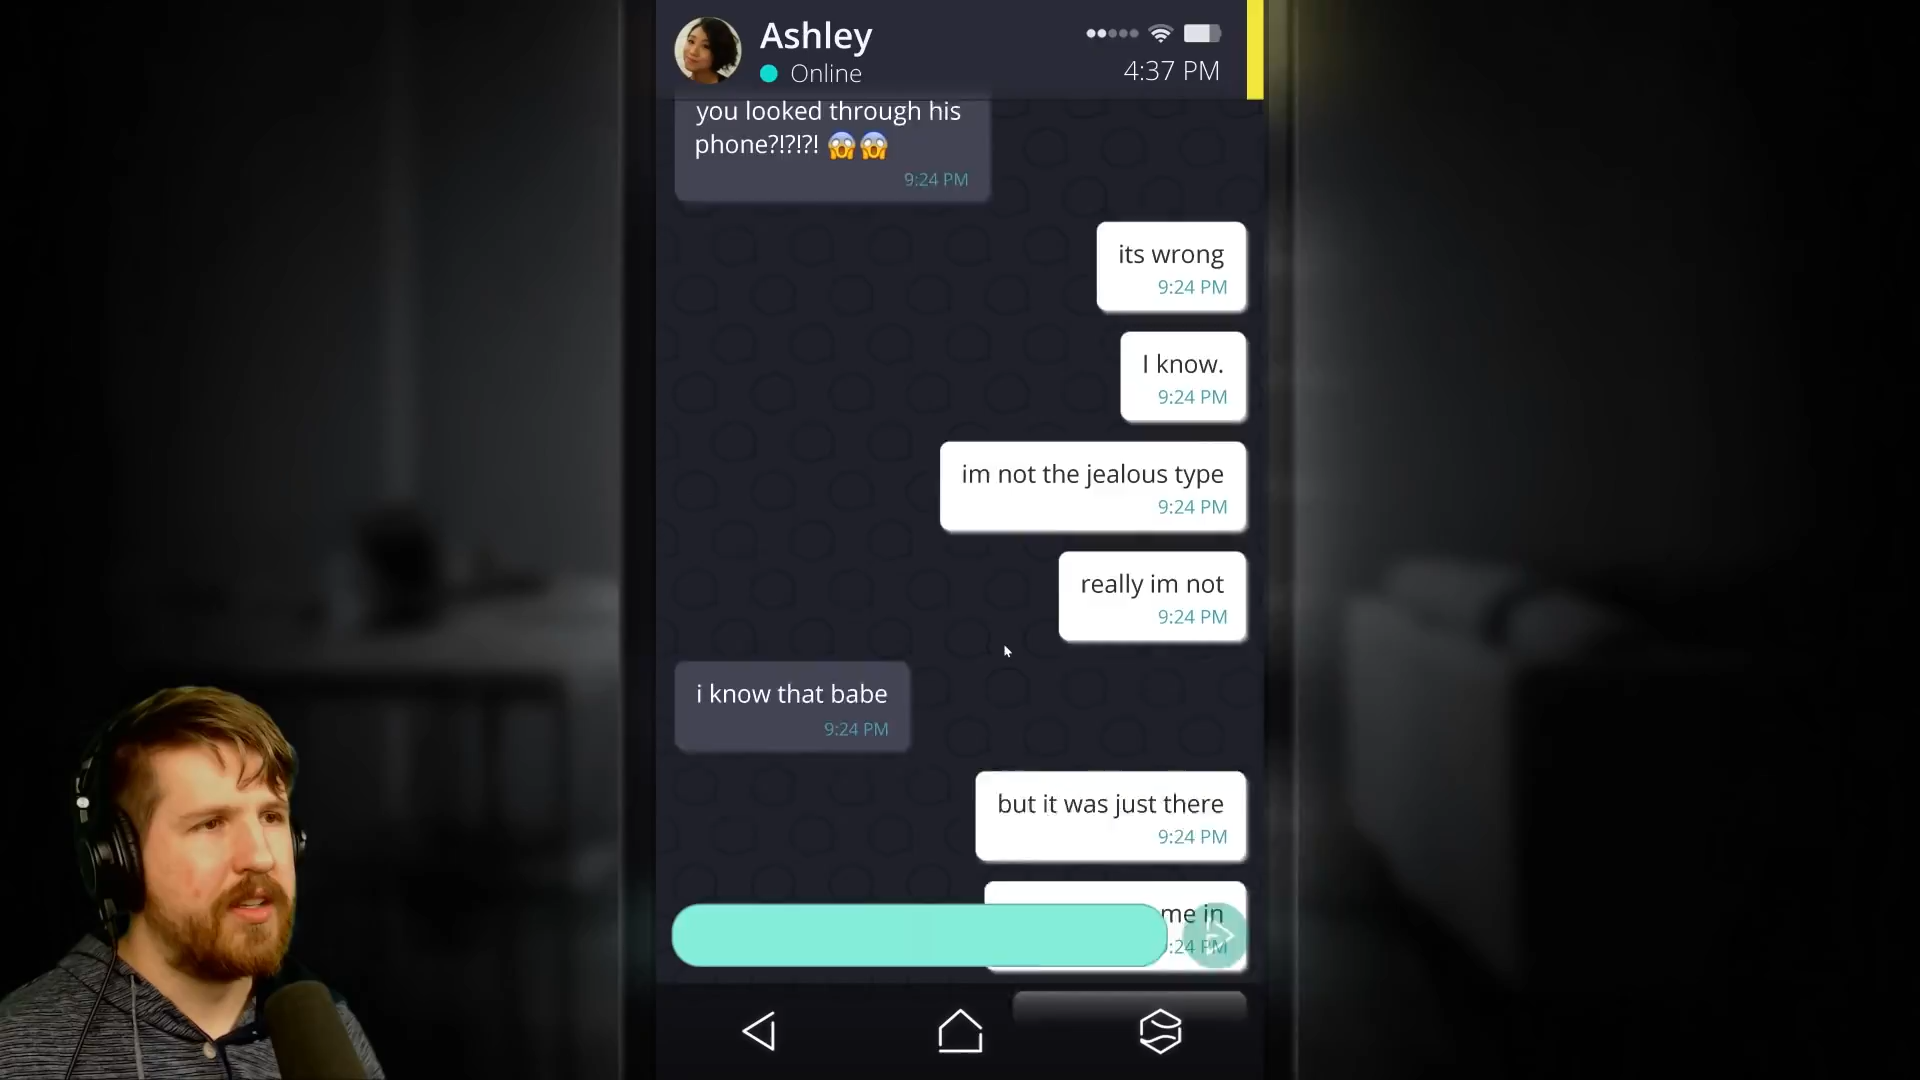 Ashley
Online
4:37 PM
you looked through his
phone?!?!?! 😱😱
9:24 PM
its wrong
9:24 PM
I know.
9:24 PM
im not the jealous type
9:24 PM
really im not
9:24 PM
i know that babe
9:24 PM
but it was just there
9:24 PM
me in
:24 PM